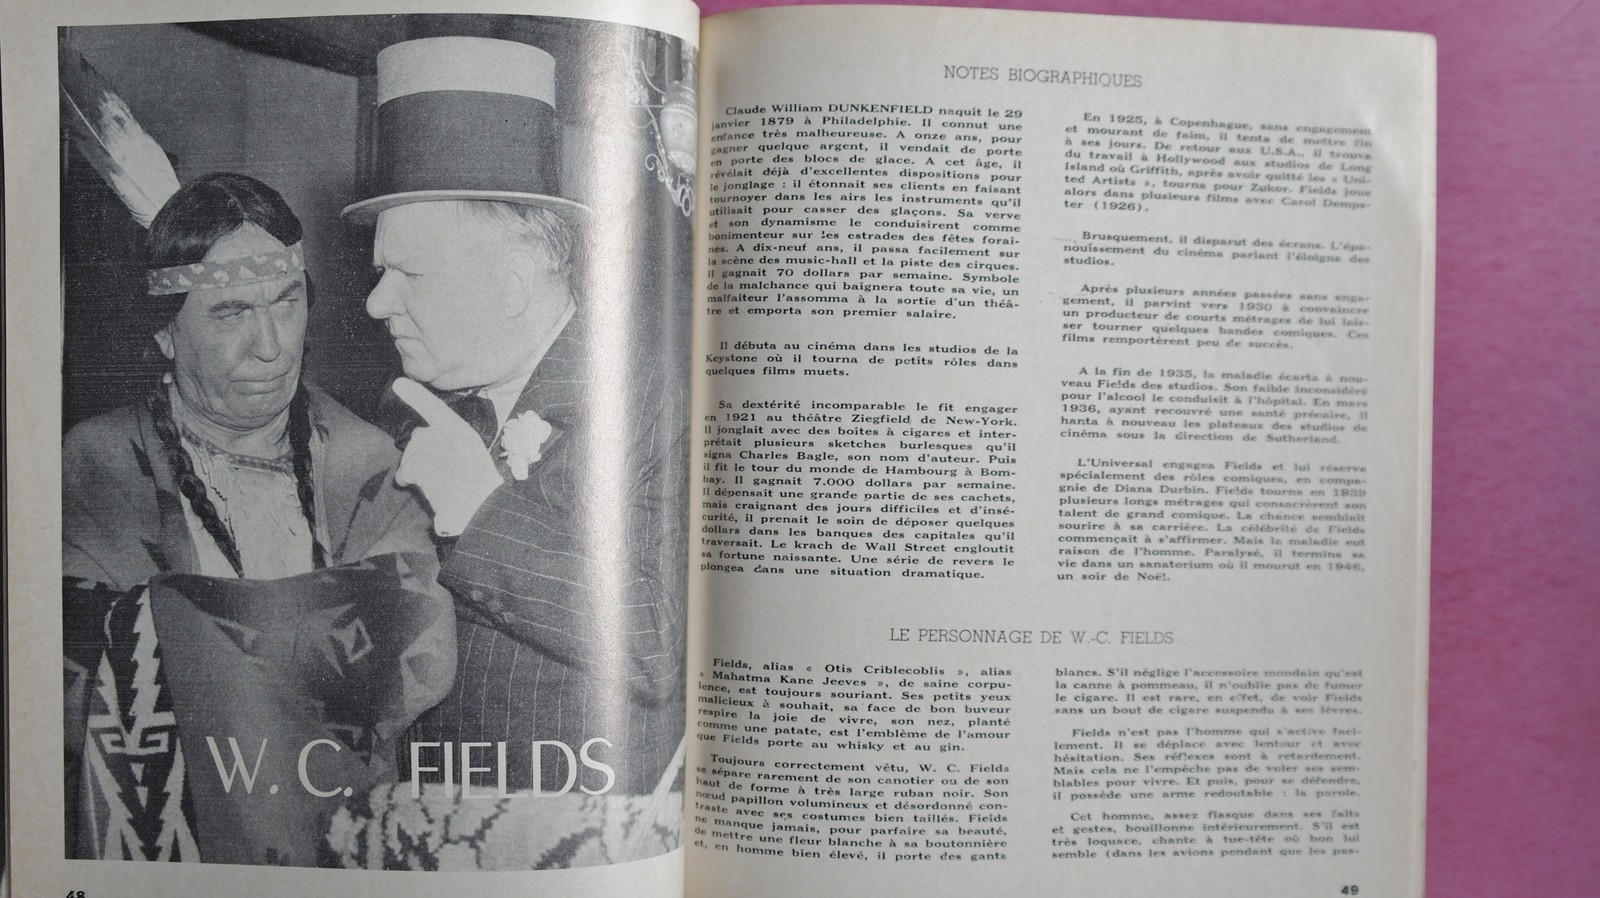 W. C. FIELDS
48
NOTES BIOGRAPHIQUES
Claude William DUNKENFIELD naquit le 29
janvier 1879 à Philadelphie. Il connut une
enfance très malheureuse. A onze ans, pour
gagner quelque argent, il vendait de porte
en porte des blocs de glace. A cet âge, il
révélait déjà d'excellentes dispositions pour
le jonglage : il étonnait ses clients en faisant
tournoyer dans les airs les instruments qu'il
utilisait pour casser des glaçons. Sa verve
et son dynamisme le conduisirent comme
bonimenteur sur les estrades des fêtes forai-
nes. A dix-neuf ans, il passa facilement sur
la scène des music-hall et la piste des cirques.
Il gagnait 70 dollars par semaine. Symbole
de la malchance qui baignera toute sa vie, un
malfaiteur l'assomma à la sortie d'un théâ-
tre et emporta son premier salaire.
Il débuta au cinéma dans les studios de la
Keystone où il tourna de petits rôles dans
quelques films muets.
Sa dextérité incomparable le fit engager
en 1921 au théâtre Ziegfield de New-York.
Il jonglait avec des boites à cigares et inter-
prétait plusieurs sketches burlesques qu'il
signa Charles Bagle, son nom d'auteur. Puis
il fit le tour du monde de Hambourg à Bom-
bay. Il gagnait 7.000 dollars par semaine.
Il dépensait une grande partie de ses cachets,
mais craignant des jours difficiles et d'insé-
curité, il prenait le soin de déposer quelques
dollars dans les banques des capitales qu'il
traversait. Le krach de Wall Street engloutit
sa fortune naissante. Une série de revers le
plongea dans une situation dramatique.
En 1925, à Copenhague, sans engagement
et mourant de faim, il tenta de mettre fin
à ses jours. De retour aux U.S.A., il trouva
du travail à Hollywood aux studios de Long
Island où Griffith, après avoir quitté les « Uni-
ted Artists », tourna pour Zukor. Fields joue
alors dans plusieurs films avec Carol Demps-
ter (1926).
Brusquement, il disparut des écrans. L'épa-
nouissement du cinéma parlant l'éloigne des
studios.
Après plusieurs années passées sans enga-
gement, il parvint vers 1930 à convaincre
un producteur de courts métrages de lui lais-
ser tourner quelques bandes comiques. Ces
films remportèrent peu de succès.
A la fin de 1935, la maladie écarta à nou-
veau Fields des studios. Son faible inconsidéré
pour l'alcool le conduisit à l'hôpital. En mars
1936, ayant recouvré une santé précaire, il
hanta à nouveau les plateaux des studios de
cinéma sous la direction de Sutherland.
L'Universal engagea Fields et lui réserva
spécialement des rôles comiques, en compa-
gnie de Diana Durbin. Fields tourna en 1939
plusieurs longs métrages qui consacrèrent son
talent de grand comique. La chance semblait
sourire à sa carrière. La célébrité de Fields
commençait à s'affirmer. Mais la maladie eut
raison de l'homme. Paralysé, il termina sa
vie dans un sanatorium où il mourut en 1946,
un soir de Noël.
LE PERSONNAGE DE W.-C. FIELDS
Fields, alias « Otis Criblecoblis », alias
« Mahatma Kane Jeeves », de saine corpu-
lence, est toujours souriant. Ses petits yeux
malicieux à souhait, sa face de bon buveur
respire la joie de vivre, son nez, planté
comme une patate, est l'emblème de l'amour
que Fields porte au whisky et au gin.
Toujours correctement vêtu, W. C. Fields
se sépare rarement de son canotier ou de son
haut de forme à très large ruban noir. Son
nœud papillon volumineux et désordonné con-
traste avec ses costumes bien taillés. Fields
ne manque jamais, pour parfaire sa beauté,
de mettre une fleur blanche à sa boutonnière
et, en homme bien élevé, il porte des gants
blancs. S'il néglige l'accessoire mondain qu'est
la canne à pommeau, il n'oublie pas de fumer
le cigare. Il est rare, en effet, de voir Fields
sans un bout de cigare suspendu à ses lèvres.
Fields n'est pas l'homme qui s'active faci-
lement. Il se déplace avec lenteur et avec
hésitation. Ses réflexes sont à retardement.
Mais cela ne l'empêche pas de voler ses sem-
blables pour vivre. Et puis, pour se défendre,
il possède une arme redoutable : la parole.
Cet homme, assez flasque dans ses faits
et gestes, bouillonne intérieurement. S'il est
très loquace, chante à tue-tête où bon lui
semble (dans les avions pendant que les pas-
49